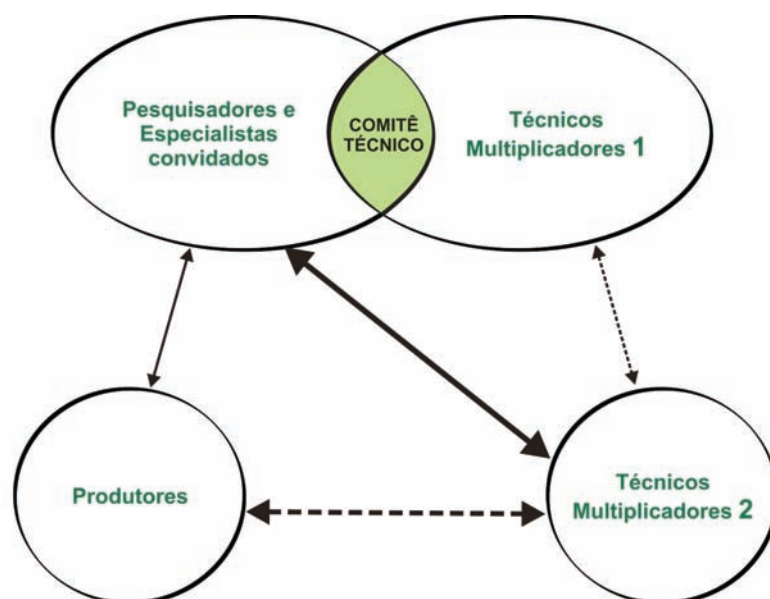 Pesquisadores e
Especialistas
convidados
COMITÊ
TÉCNICO
Técnicos
Multiplicadores 1
Produtores
Técnicos
Multiplicadores 2